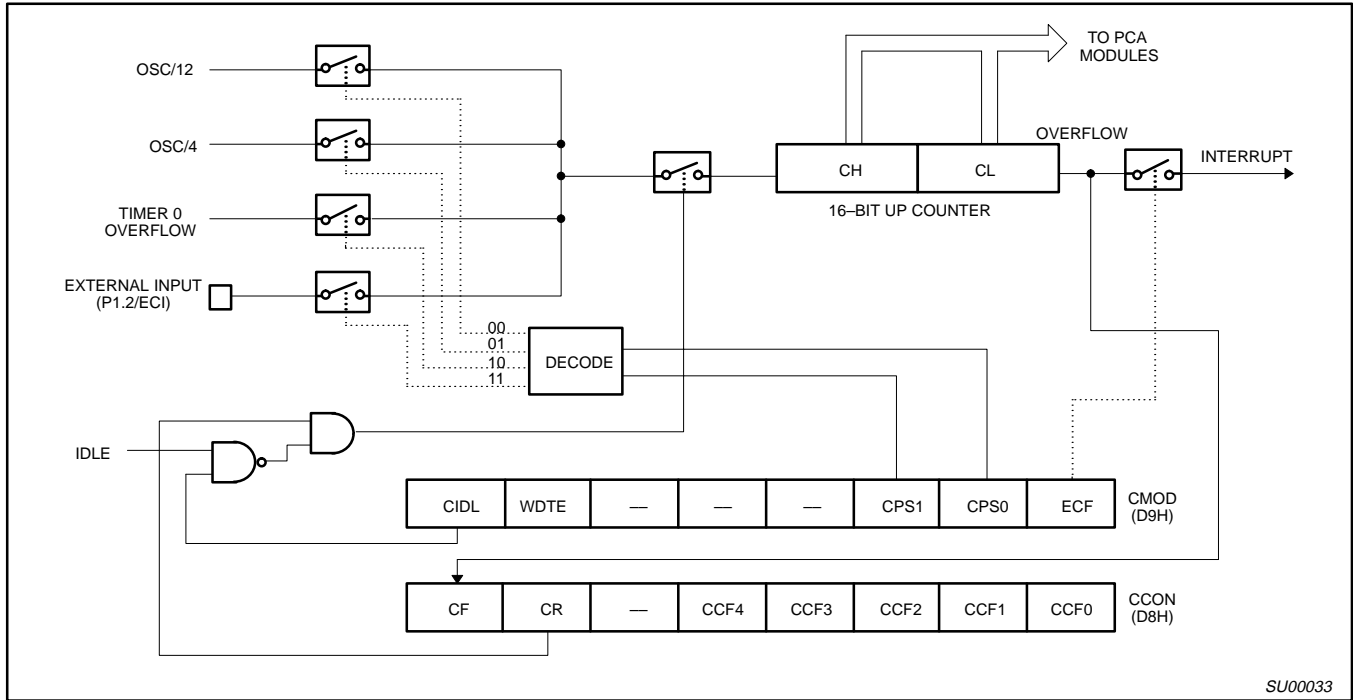 TO PCA
MODULES
OSC/12
OSC/4
TIMER 0
OVERFLOW
EXTERNAL INPUT
(P1.2/ECI)
OVERFLOW
INTERRUPT
CH CL
16–BIT UP COUNTER
00
01
10
11
DECODE
IDLE
CIDL WDTE –– –– –– CPS1 CPS0 ECF
CMOD
(D9H)
CF CR –– CCF4 CCF3 CCF2 CCF1 CCF0
CCON
(D8H)
SU00033